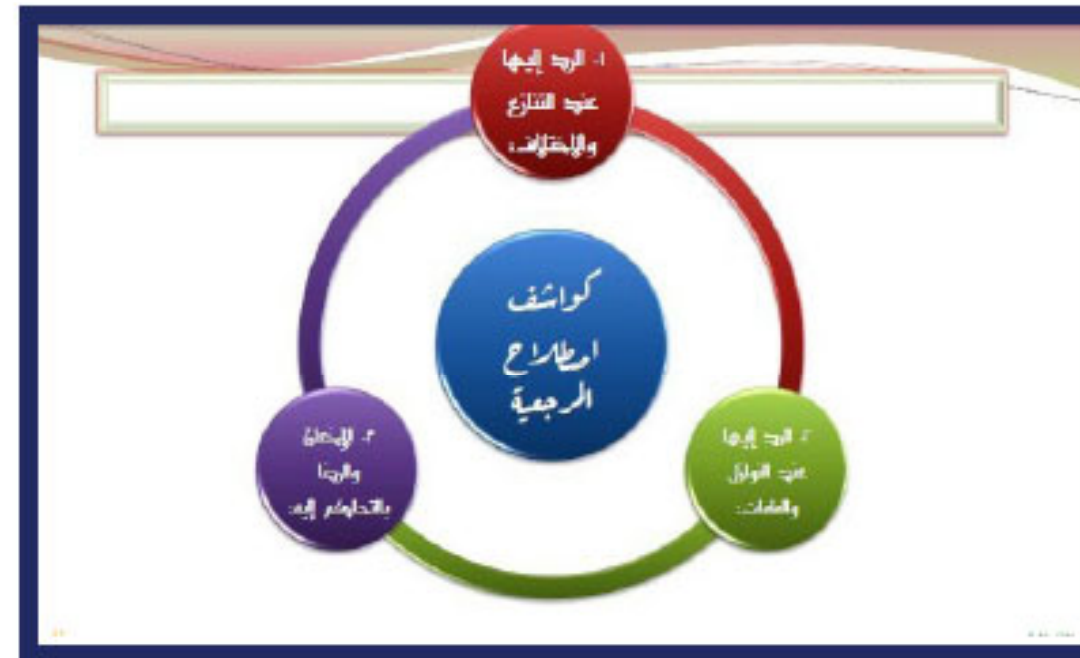 ١- الرد إليها
عند التنازع
والاختلاف:
كواشف
اصطلاح
المرجعية
٢- الرد إليها
عند النوازل
والملمات:
٣- الإذعان
والرضا
بالتحاكم إليه: